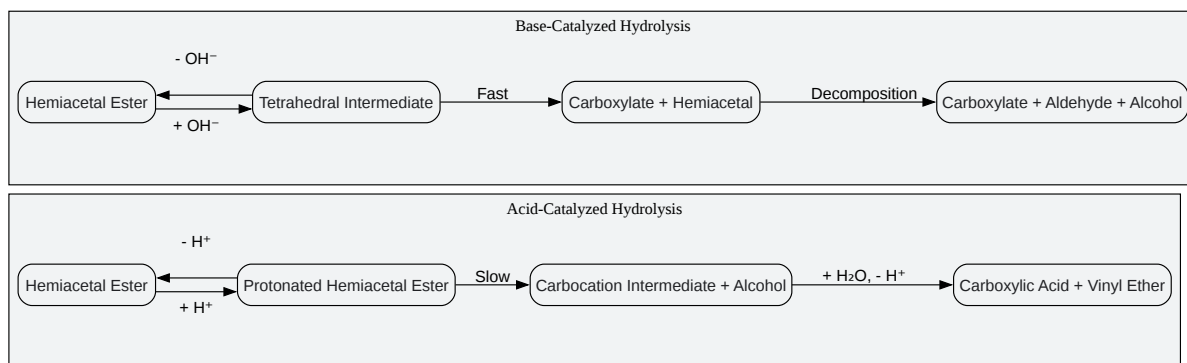 Base-Catalyzed Hydrolysis
- OH⁻
Hemiacetal Ester
Tetrahedral Intermediate
Fast
Carboxylate + Hemiacetal
Decomposition
Carboxylate + Aldehyde + Alcohol
+ OH⁻
Acid-Catalyzed Hydrolysis
- H⁺
Hemiacetal Ester
Protonated Hemiacetal Ester
Slow
Carbocation Intermediate + Alcohol
+ H₂O, - H⁺
Carboxylic Acid + Vinyl Ether
+ H⁺